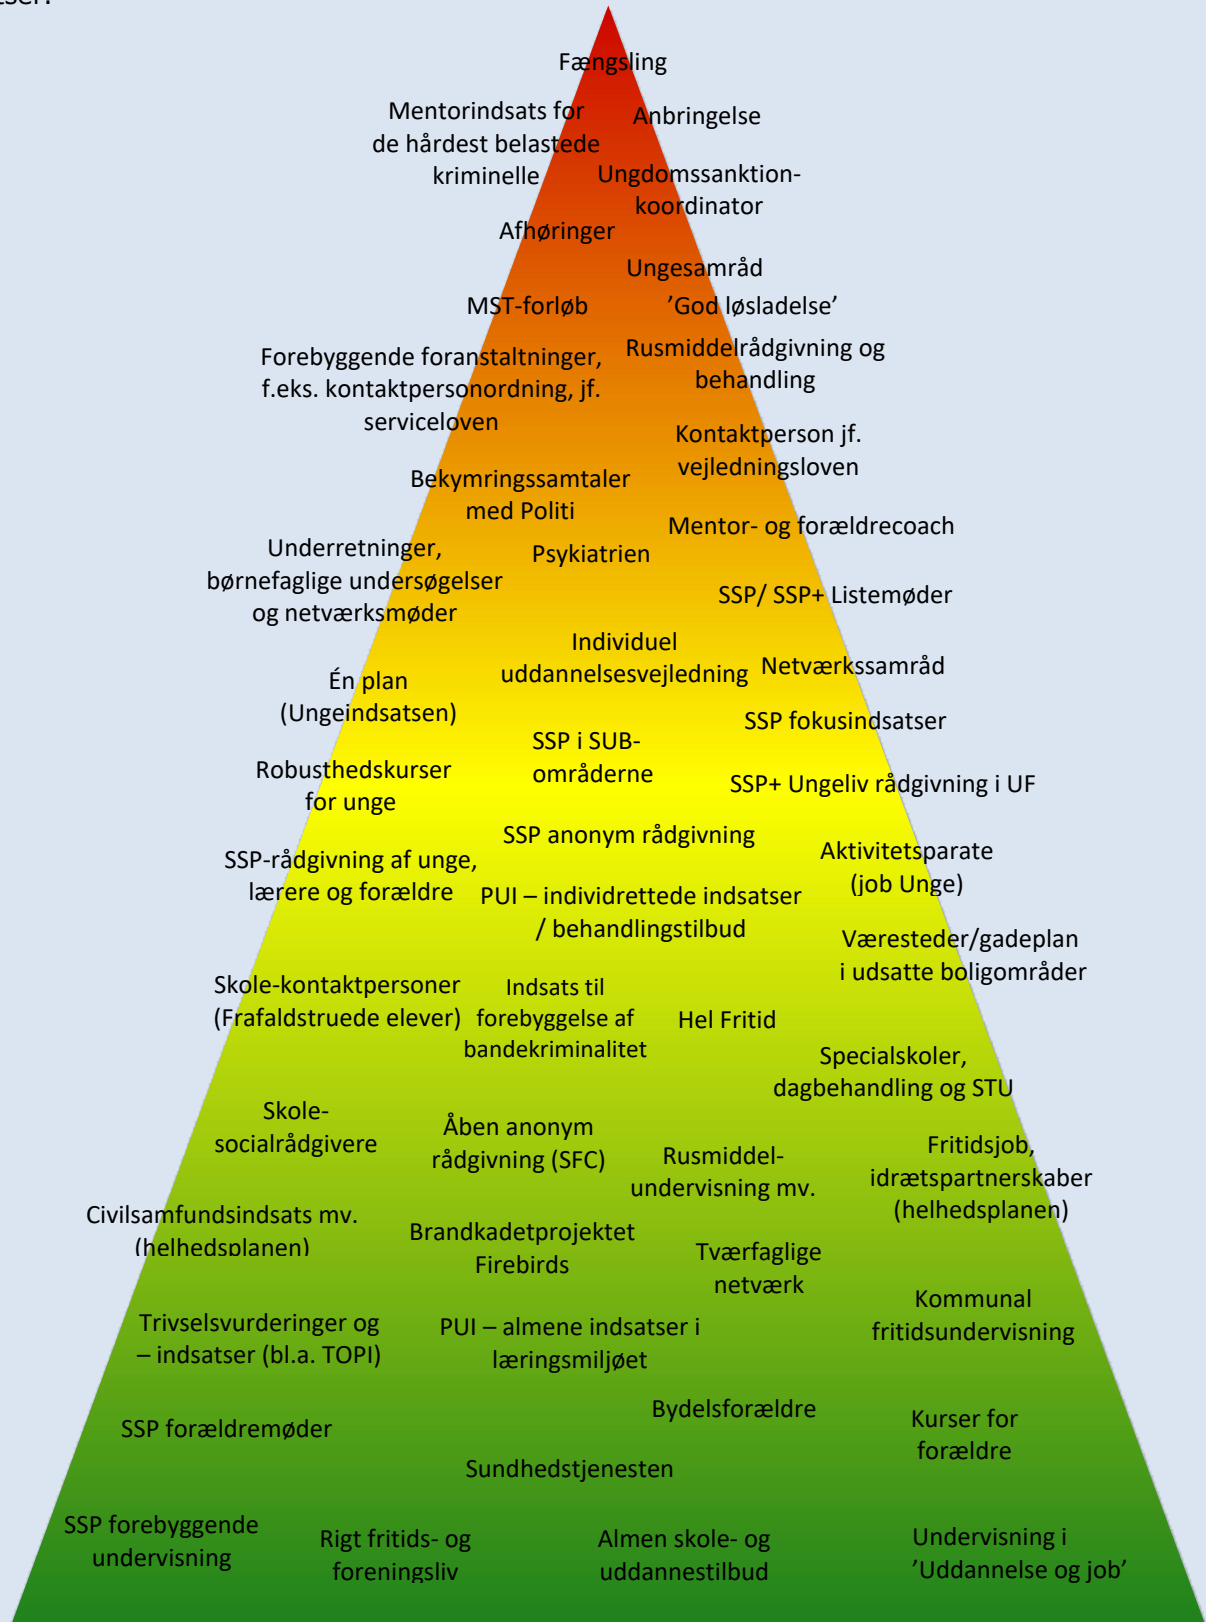 Fængsling
Mentorindsats for
de hårdest belastede
kriminelle
Anbringelse
Ungdomssanktion-
koordinator
Afhøringer
Ungesamråd
MST-forløb
’God løsladelse’
Forebyggende foranstaltninger,
f.eks. kontaktpersonordning, jf.
serviceloven
Rusmiddelrådgivning og
behandling
Kontaktperson jf.
vejledningsloven
Bekymringssamtaler
med Politi
Mentor- og forældrecoach
Underretninger,
børnefaglige undersøgelser
og netværksmøder
Psykiatrien
SSP/ SSP+ Listemøder
Individuel
uddannelsesvejledning
Netværkssamråd
Én plan
(Ungeindsatsen)
SSP fokusindsatser
SSP i SUB-
områderne
Robusthedskurser
for unge
SSP+ Ungeliv rådgivning i UF
SSP anonym rådgivning
Aktivitetsparate
(job Unge)
SSP-rådgivning af unge,
lærere og forældre
PUI – individrettede indsatser
/ behandlingstilbud
Væresteder/gadeplan
i udsatte boligområder
Skole-kontaktpersoner
(Frafaldstruede elever)
Indsats til
forebyggelse af
bandekriminalitet
Hel Fritid
Specialskoler,
dagbehandling og STU
Skole-
socialrådgivere
Åben anonym
rådgivning (SFC)
Rusmiddel-
undervisning mv.
Fritidsjob,
idrætspartnerskaber
(helhedsplanen)
Civilsamfundsindsats mv.
(helhedsplanen)
Brandkadetprojektet
Firebirds
Tværfaglige
netværk
Kommunal
fritidsundervisning
Trivselsvurderinger og
– indsatser (bl.a. TOPI)
PUI – almene indsatser i
læringsmiljøet
Bydelsforældre
SSP forældremøder
Kurser for
forældre
Sundhedstjenesten
SSP forebyggende
undervisning
Rigt fritids- og
foreningsliv
Almen skole- og
uddannestilbud
Undervisning i
’Uddannelse og job’